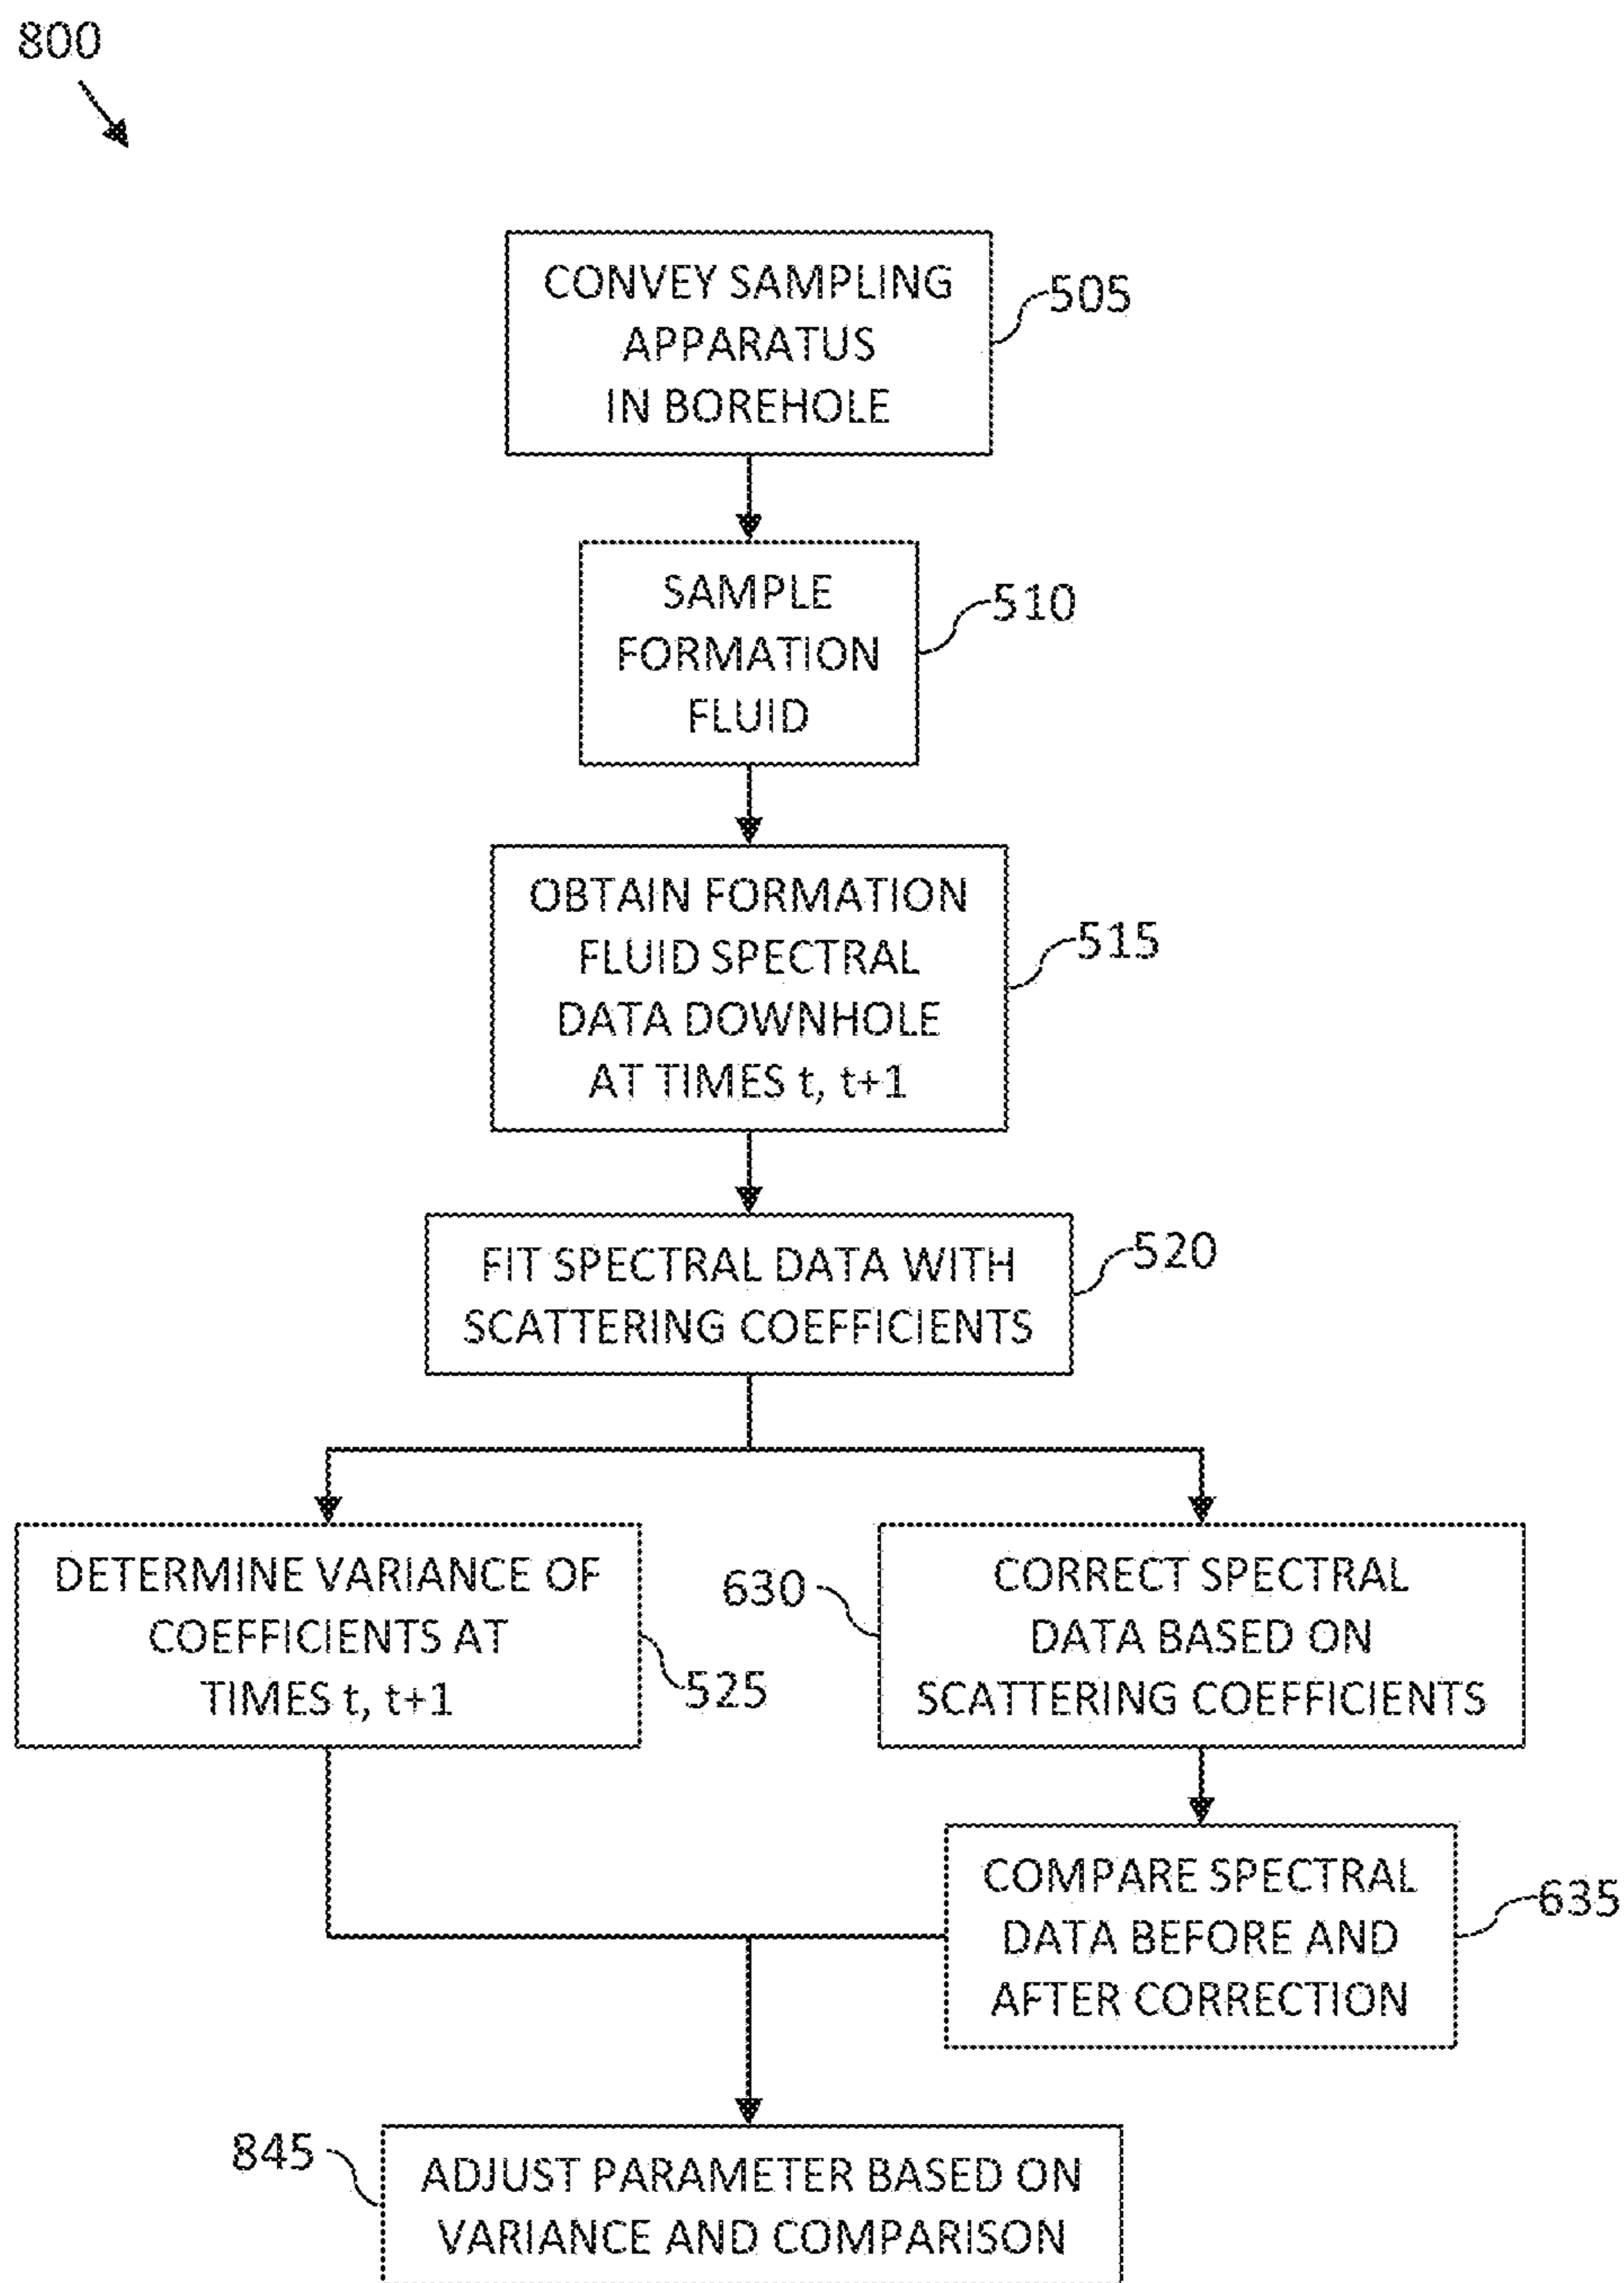 800
CONVEY SAMPLING
APPARATUS
IN BOREHOLE
505
SAMPLE
FORMATION
FLUID
510
OBTAIN FORMATION
FLUID SPECTRAL
DATA DOWNHOLE
AT TIMES t, t+1
515
FIT SPECTRAL DATA WITH
SCATTERING COEFFICIENTS
520
DETERMINE VARIANCE OF
COEFFICIENTS AT
TIMES t, t+1
525
630
CORRECT SPECTRAL
DATA BASED ON
SCATTERING COEFFICIENTS
COMPARE SPECTRAL
DATA BEFORE AND
AFTER CORRECTION
635
845
ADJUST PARAMETER BASED ON
VARIANCE AND COMPARISON